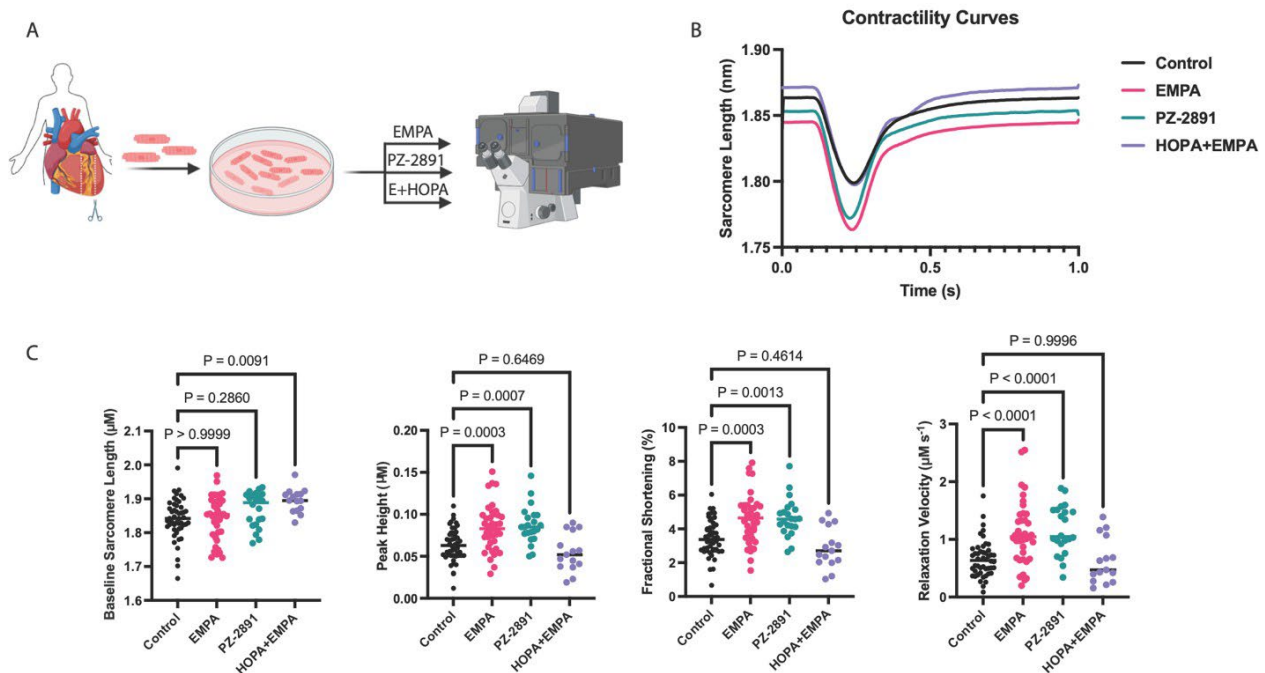 A
EMPA
PZ-2891
E+HOPA
B
Contractility Curves
Sarcomere Length (nm)
1.90
1.85
1.80
1.75
0.0
0.5
1.0
Time (s)
Control
EMPA
PZ-2891
HOPA+EMPA
C
P = 0.0091
P = 0.2860
P > 0.9999
Baseline Sarcomere Length (µM)
2.1
2.0
1.9
1.8
1.7
1.6
Control
EMPA
PZ-2891
HOPA+EMPA
P = 0.6469
P = 0.0007
P = 0.0003
Peak Height (µM)
0.20
0.15
0.10
0.05
0.00
Control
EMPA
PZ-2891
HOPA+EMPA
P = 0.4614
P = 0.0013
P = 0.0003
Fractional Shortening (%)
10
8
6
4
2
0
Control
EMPA
PZ-2891
HOPA+EMPA
P = 0.9996
P < 0.0001
P < 0.0001
Relaxation Velocity (µM s⁻¹)
3
2
1
0
Control
EMPA
PZ-2891
HOPA+EMPA